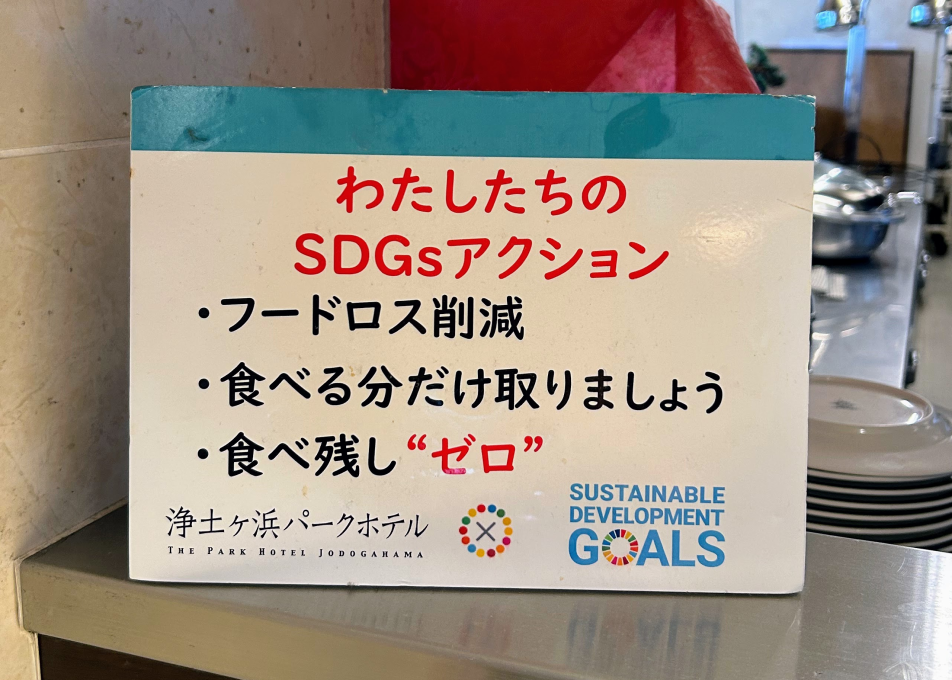 わたしたちの
SDGsアクション
・フードロス削減
・食べる分だけ取りましょう
・食べ残し“ゼロ”
浄土ヶ浜パークホテル
THE PARK HOTEL JODOGAHAMA
SUSTAINABLE
DEVELOPMENT
GOALS